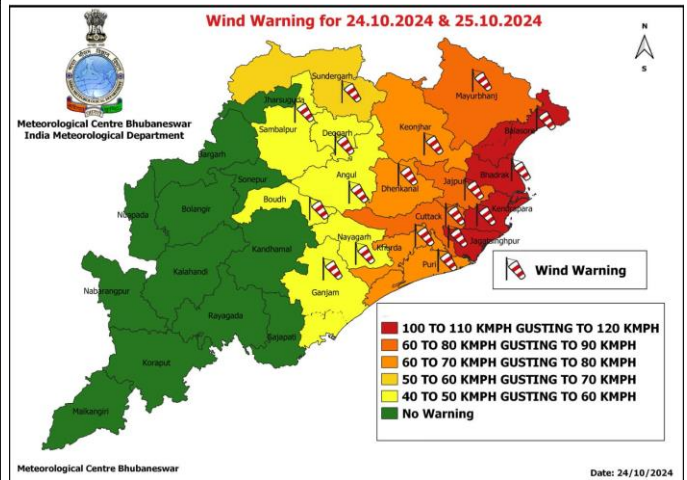 Wind Warning for 24.10.2024 & 25.10.2024
N
S
Meteorological Centre Bhubaneswar
India Meteorological Department
Sundergarh
Mayurbhanj
Jharsuguda
Balasore
Sambalpur
Deogarh
Keonjhar
Bargarh
Bhadrak
Sonepur
Angul
Dhenkanal
Jajpur
Boudh
Kendrapara
Nuapada
Bolangir
Cuttack
Nayagarh
Jagatsinghpur
Kandhamal
Khurda
Puri
Kalahandi
Nabarangpur
Ganjam
Wind Warning
Rayagada
Gajapati
Koraput
Malkangiri
100 TO 110 KMPH GUSTING TO 120 KMPH
60 TO 80 KMPH GUSTING TO 90 KMPH
60 TO 70 KMPH GUSTING TO 80 KMPH
50 TO 60 KMPH GUSTING TO 70 KMPH
40 TO 50 KMPH GUSTING TO 60 KMPH
No Warning
Meteorological Centre Bhubaneswar
Date: 24/10/2024